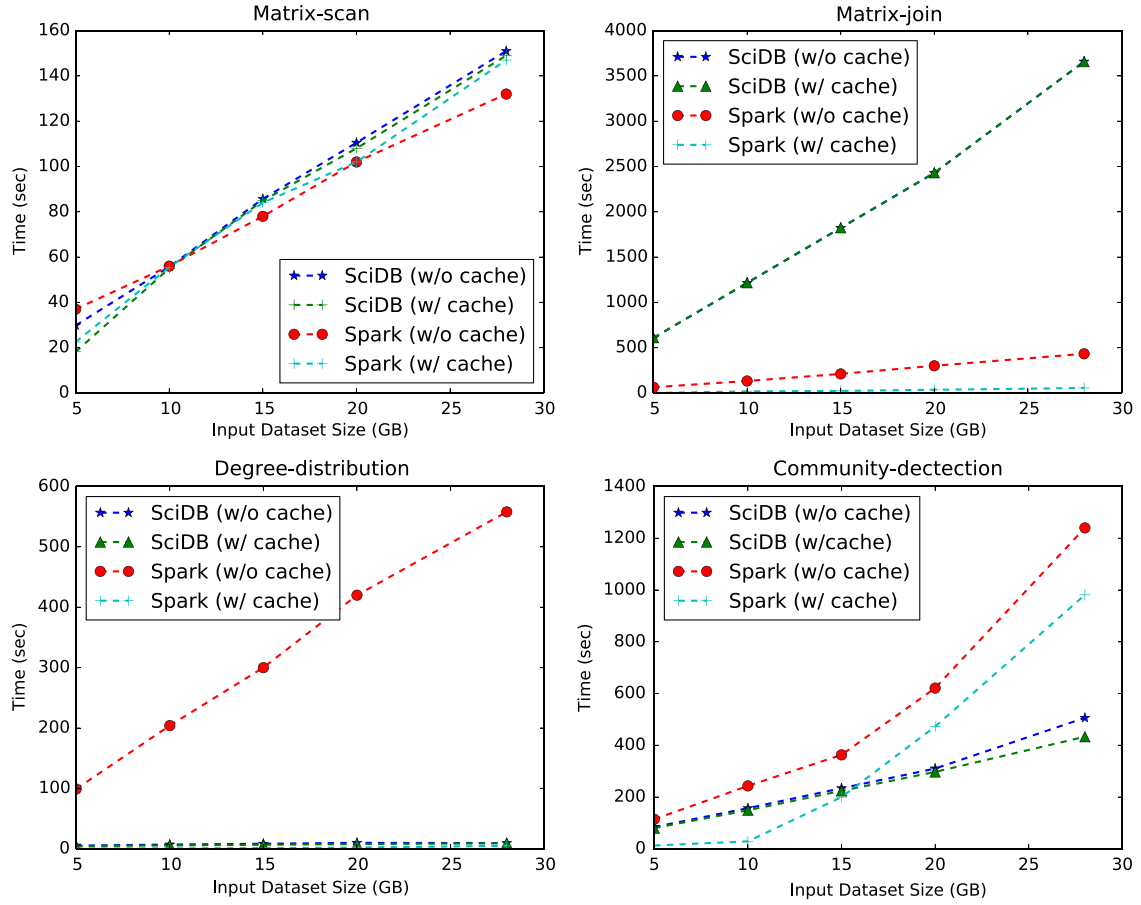 Matrix-scan
160
140
120
100
80
60
40
20
0
Time (sec)
SciDB (w/o cache)
SciDB (w/ cache)
Spark (w/o cache)
Spark (w/ cache)
5 10 15 20 25 30
Input Dataset Size (GB)
Matrix-join
4000
3500
3000
2500
2000
1500
1000
500
0
Time (sec)
SciDB (w/o cache)
SciDB (w/ cache)
Spark (w/o cache)
Spark (w/ cache)
5 10 15 20 25 30
Input Dataset Size (GB)
Degree-distribution
600
500
400
300
200
100
0
Time (sec)
SciDB (w/o cache)
SciDB (w/ cache)
Spark (w/o cache)
Spark (w/ cache)
5 10 15 20 25 30
Input Dataset Size (GB)
Community-dectection
1400
1200
1000
800
600
400
200
0
Time (sec)
SciDB (w/o cache)
SciDB (w/cache)
Spark (w/o cache)
Spark (w/ cache)
5 10 15 20 25 30
Input Dataset Size (GB)